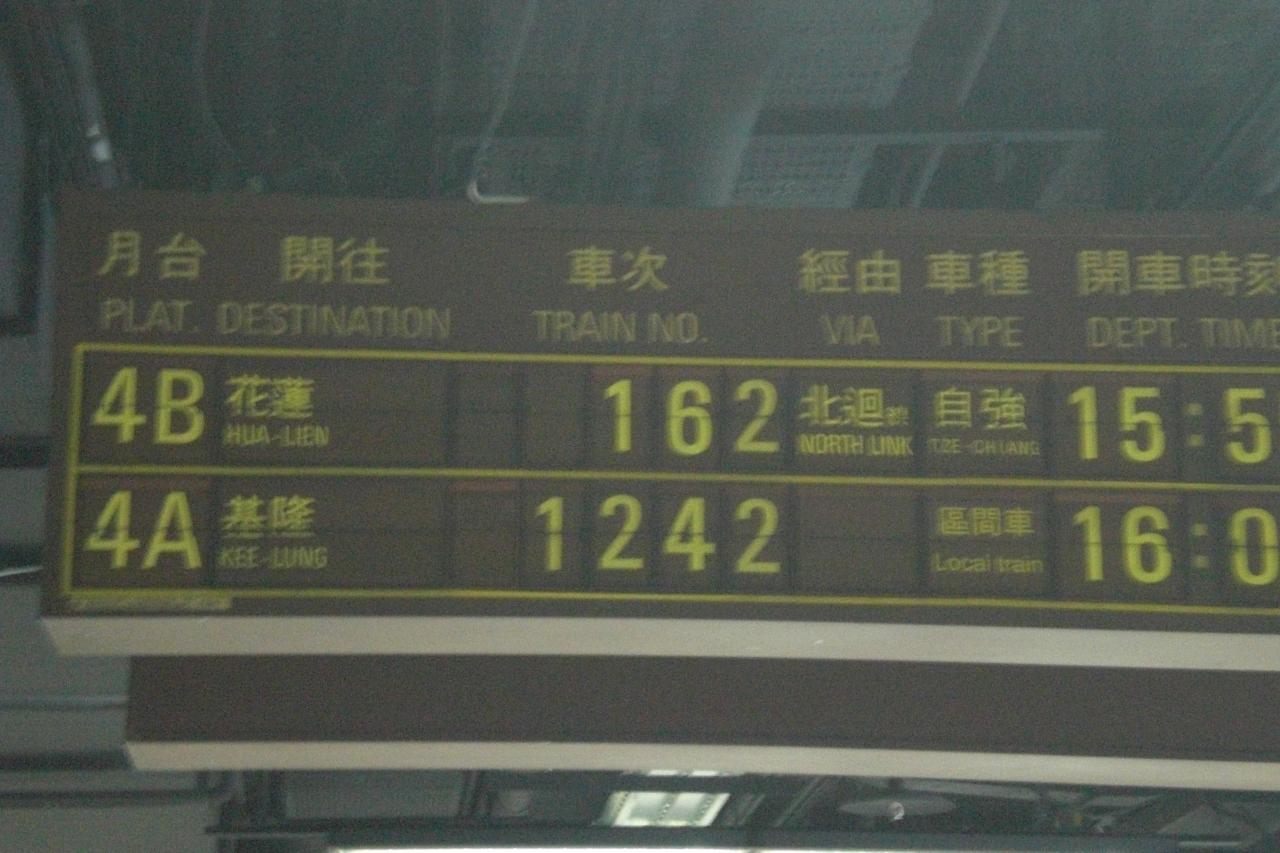 月台 開往 車次 經由 車種 開車時刻
PLAT. DESTINATION TRAIN NO. VIA TYPE DEPT. TIME
4B 花蓮 162 北迴 自強 15:5
HUA-LIEN NORTH LINK TZE-CHIANG
4A 基隆 1242 區間車 16:0
KEE-LUNG Local train